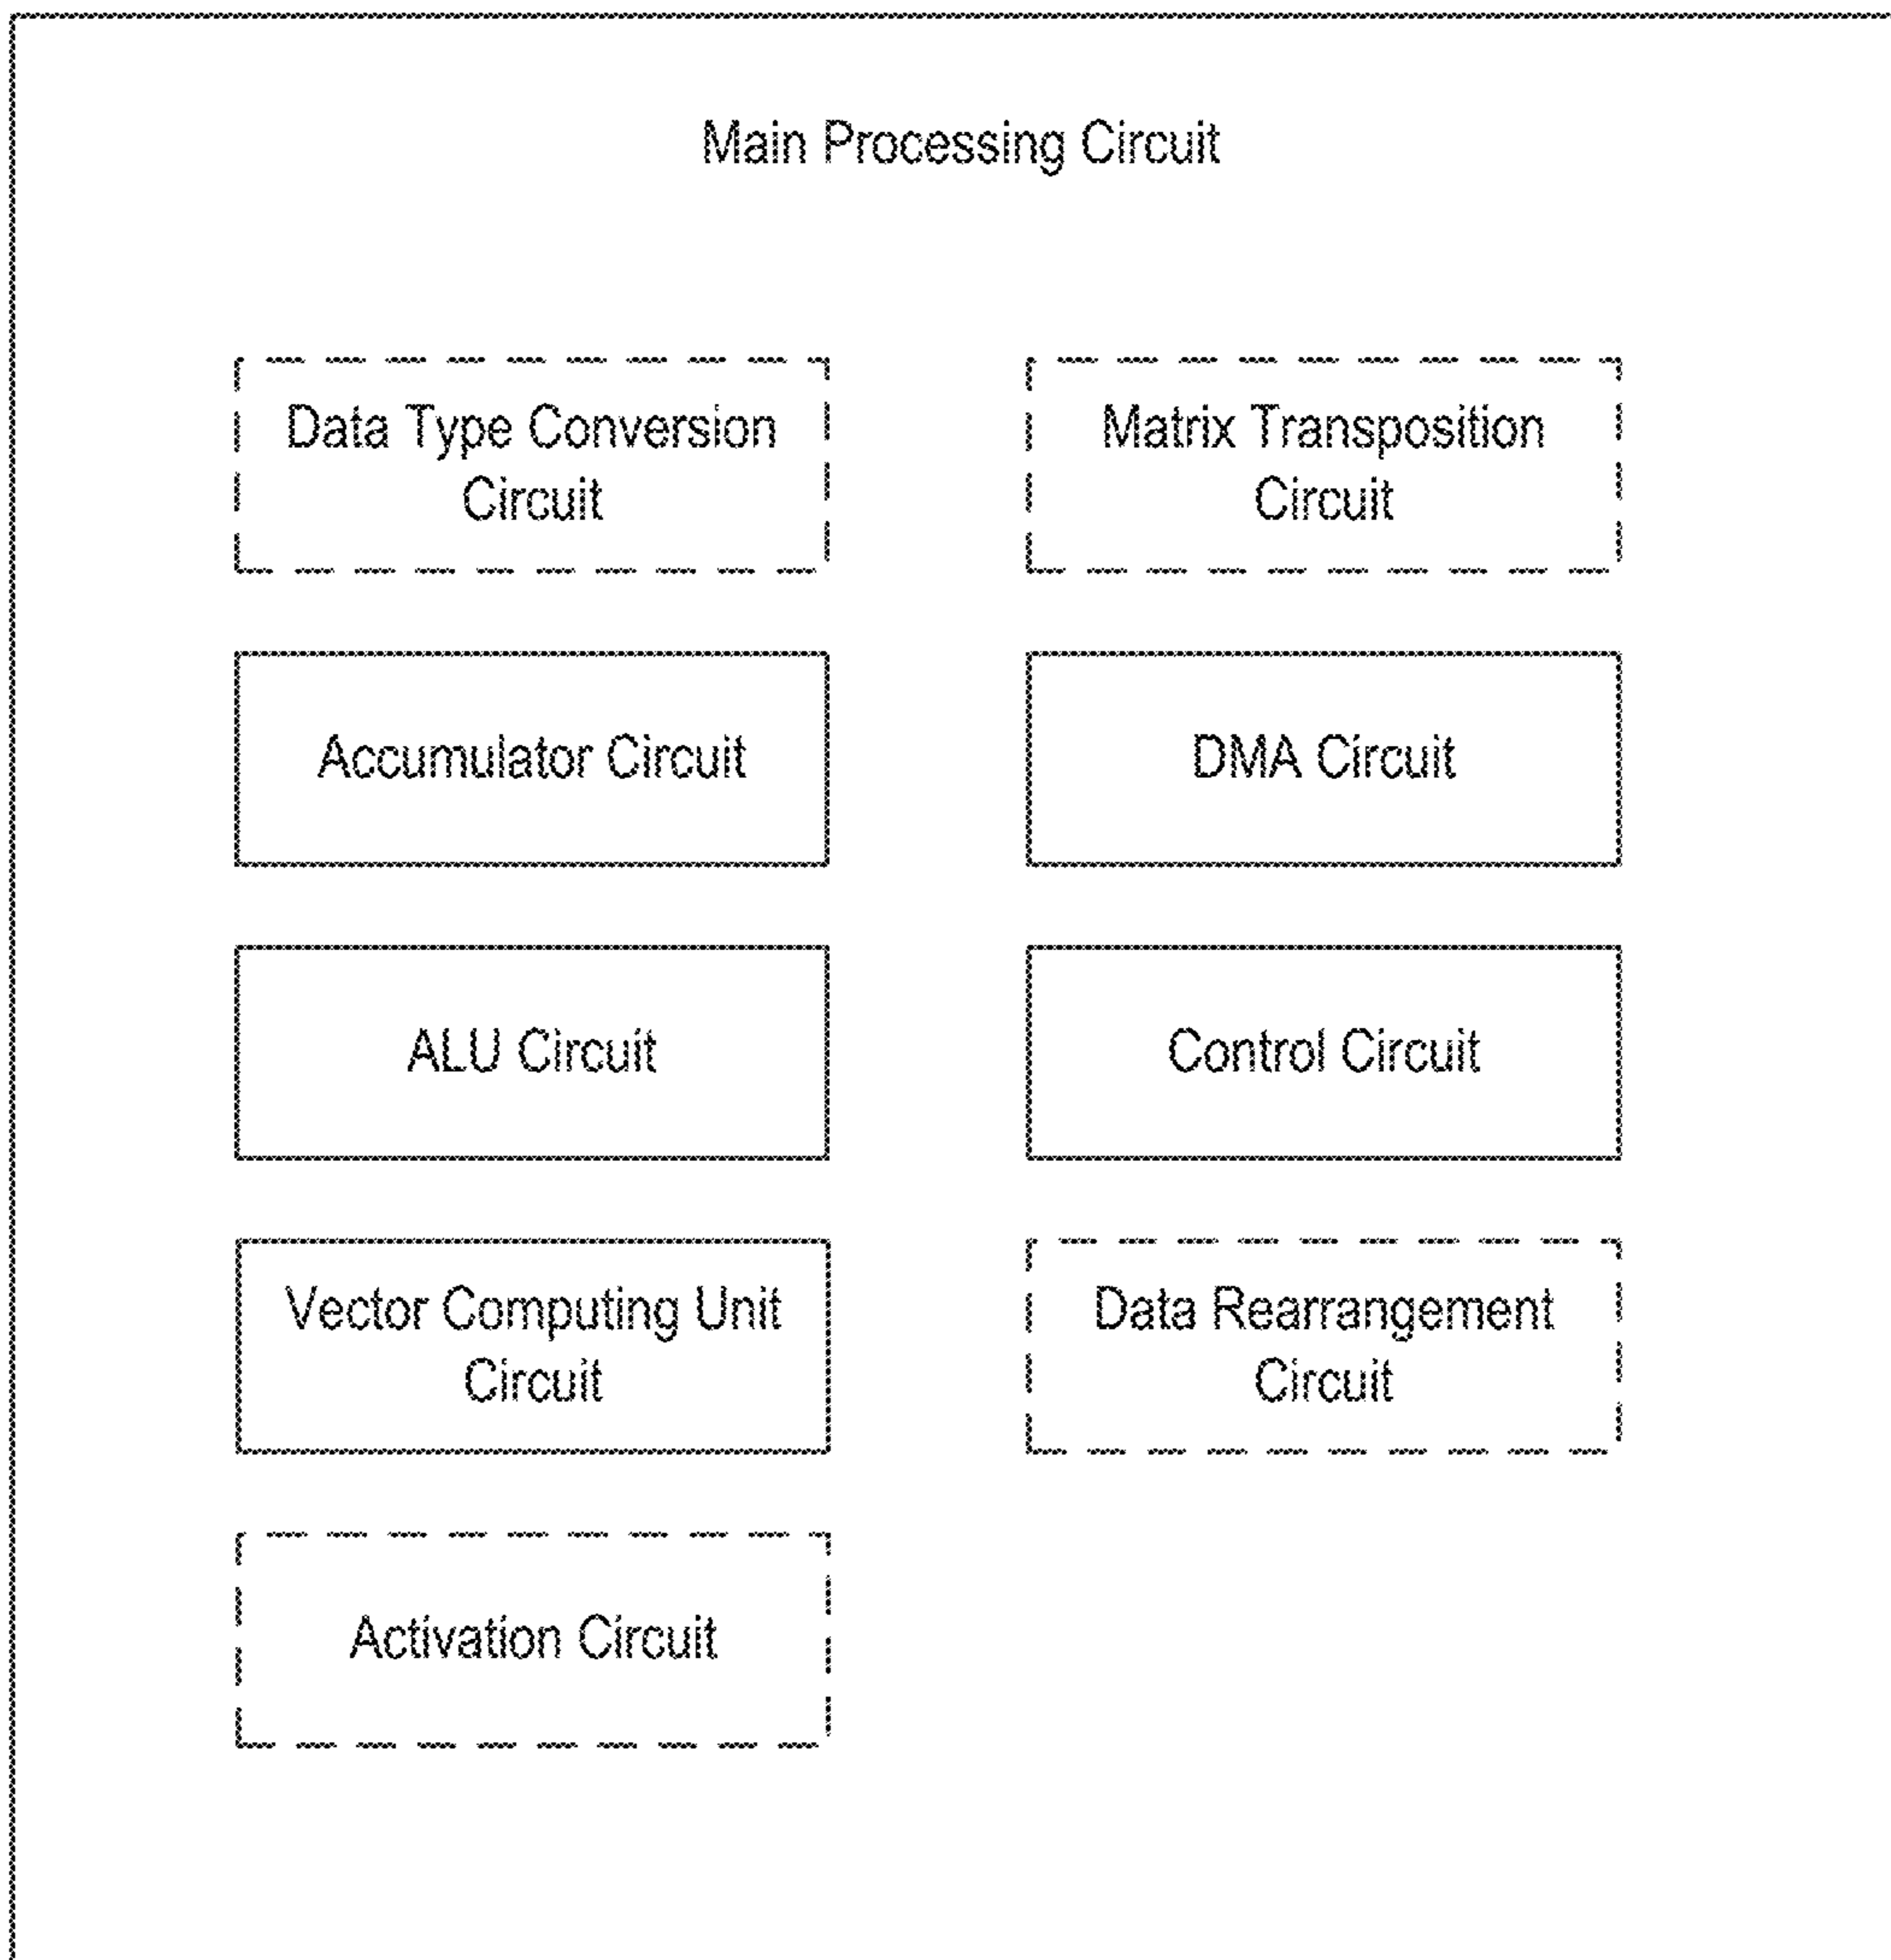 Main Processing Circuit
Data Type Conversion
Circuit
Matrix Transposition
Circuit
Accumulator Circuit
DMA Circuit
ALU Circuit
Control Circuit
Vector Computing Unit
Circuit
Data Rearrangement
Circuit
Activation Circuit